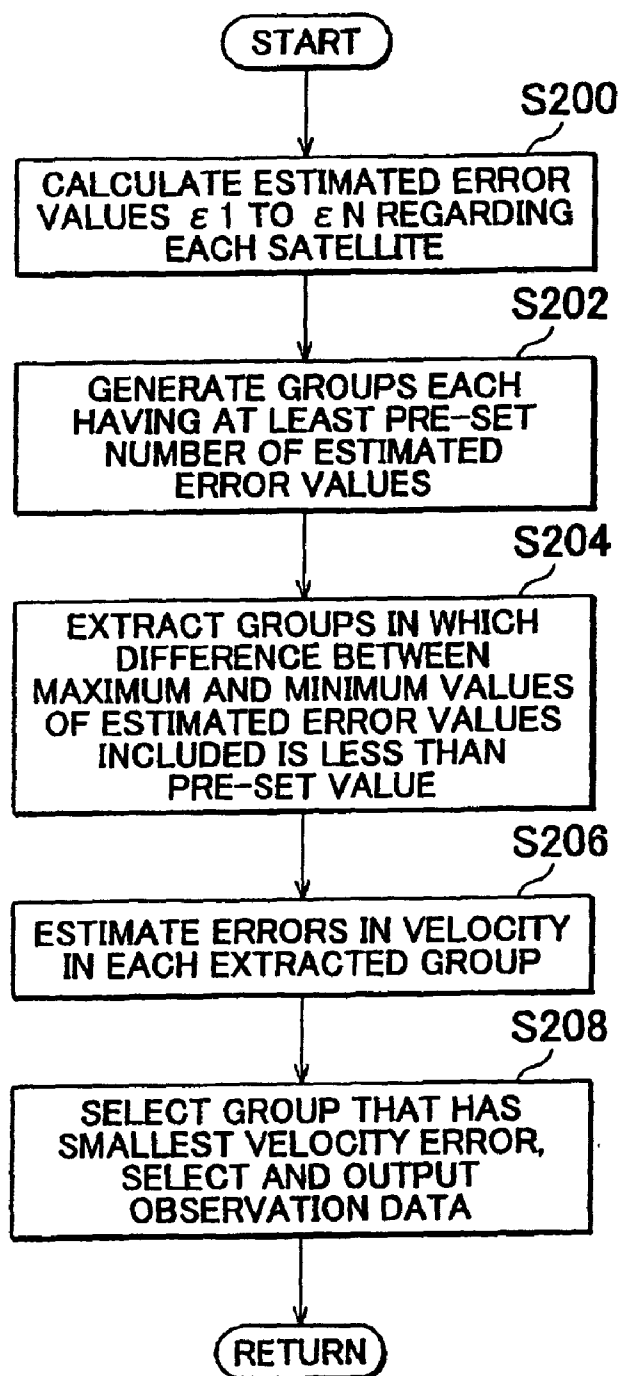 START
S200
CALCULATE ESTIMATED ERROR
VALUES ε1 TO εN REGARDING
EACH SATELLITE
S202
GENERATE GROUPS EACH
HAVING AT LEAST PRE-SET
NUMBER OF ESTIMATED
ERROR VALUES
S204
EXTRACT GROUPS IN WHICH
DIFFERENCE BETWEEN
MAXIMUM AND MINIMUM VALUES
OF ESTIMATED ERROR VALUES
INCLUDED IS LESS THAN
PRE-SET VALUE
S206
ESTIMATE ERRORS IN VELOCITY
IN EACH EXTRACTED GROUP
S208
SELECT GROUP THAT HAS
SMALLEST VELOCITY ERROR,
SELECT AND OUTPUT
OBSERVATION DATA
RETURN